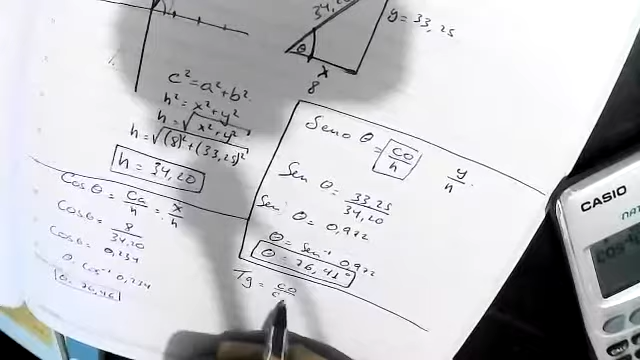 34,20
y = 33,25
θ
x
8
c² = a² + b²
h² = x² + y²
h = √x² + y²
h = √(8)² + (33,25)²
h = 34,20
Cos θ = Ca/h = x/h
Cos θ = 8/34,20
Cos θ = 0,234
θ = cos⁻¹ 0,234
θ = 76,46
Seno θ = co/h y/h
Sen θ = 33,25/34,20
Sen θ = 0,972
θ = Sen⁻¹ 0,972
θ = 76,41°
Tg = co/c
CASIO